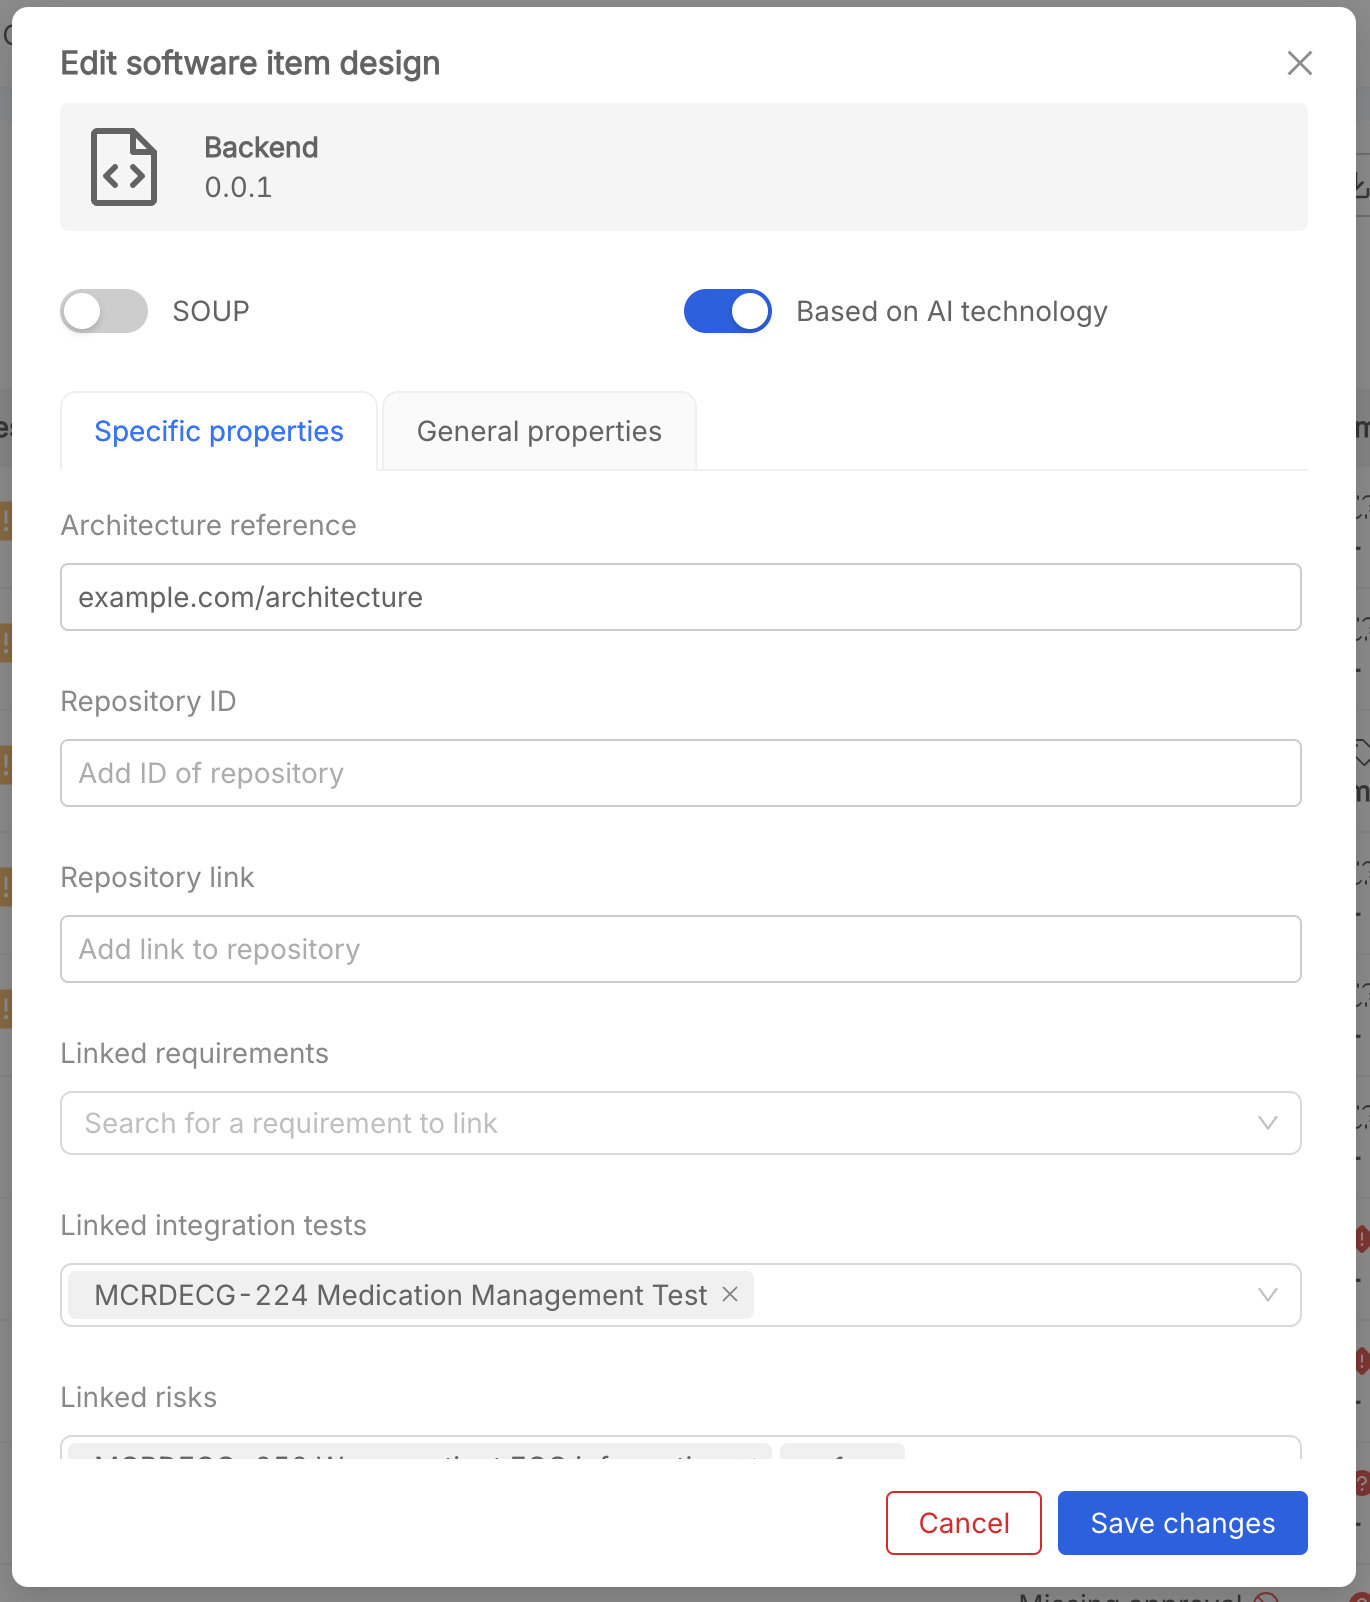 Edit software item design
Backend
0.0.1
SOUP
Based on AI technology
Specific properties
General properties
Architecture reference
example.com/architecture
Repository ID
Add ID of repository
Repository link
Add link to repository
Linked requirements
Search for a requirement to link
Linked integration tests
MCRDECG-224 Medication Management Test
Linked risks
Cancel
Save changes
Missing approval